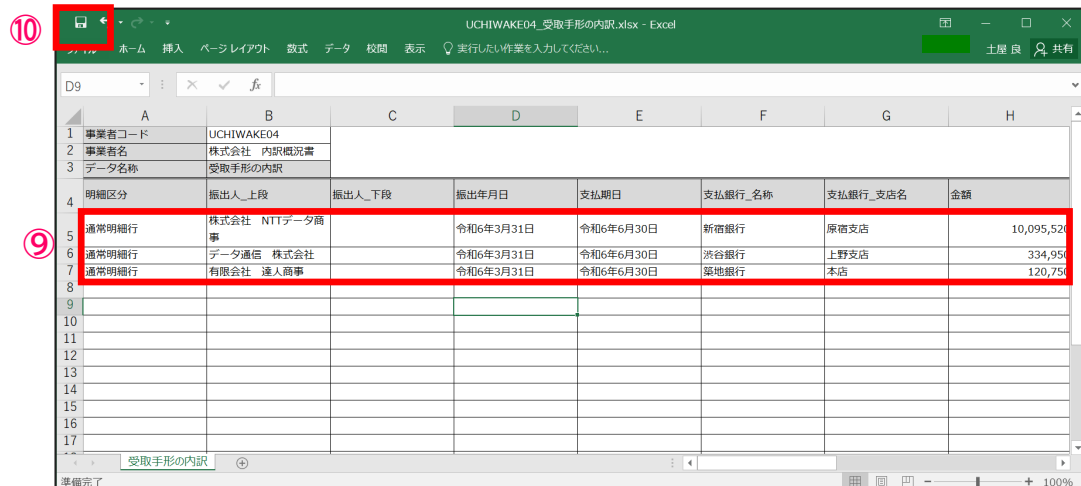 ⑩
UCHIWAKE04_受取手形の内訳.xlsx - Excel
ホーム 挿入 ページ レイアウト 数式 データ 校閲 表示 実行したい作業を入力してください... 土屋 良 共有
D9 fx
A B C D E F G H
1 事業者コード UCHIWAKE04
2 事業者名 株式会社 内訳概況書
3 データ名称 受取手形の内訳
4 明細区分 振出人_上段 振出人_下段 振出年月日 支払期日 支払銀行_名称 支払銀行_支店名 金額
⑨
5 通常明細行 株式会社 NTTデータ商事 令和6年3月31日 令和6年6月30日 新宿銀行 原宿支店 10,095,520
6 通常明細行 データ通信 株式会社 令和6年3月31日 令和6年6月30日 渋谷銀行 上野支店 334,950
7 通常明細行 有限会社 達人商事 令和6年3月31日 令和6年6月30日 築地銀行 本店 120,750
8
9
10
11
12
13
14
15
16
17
受取手形の内訳
準備完了 100%